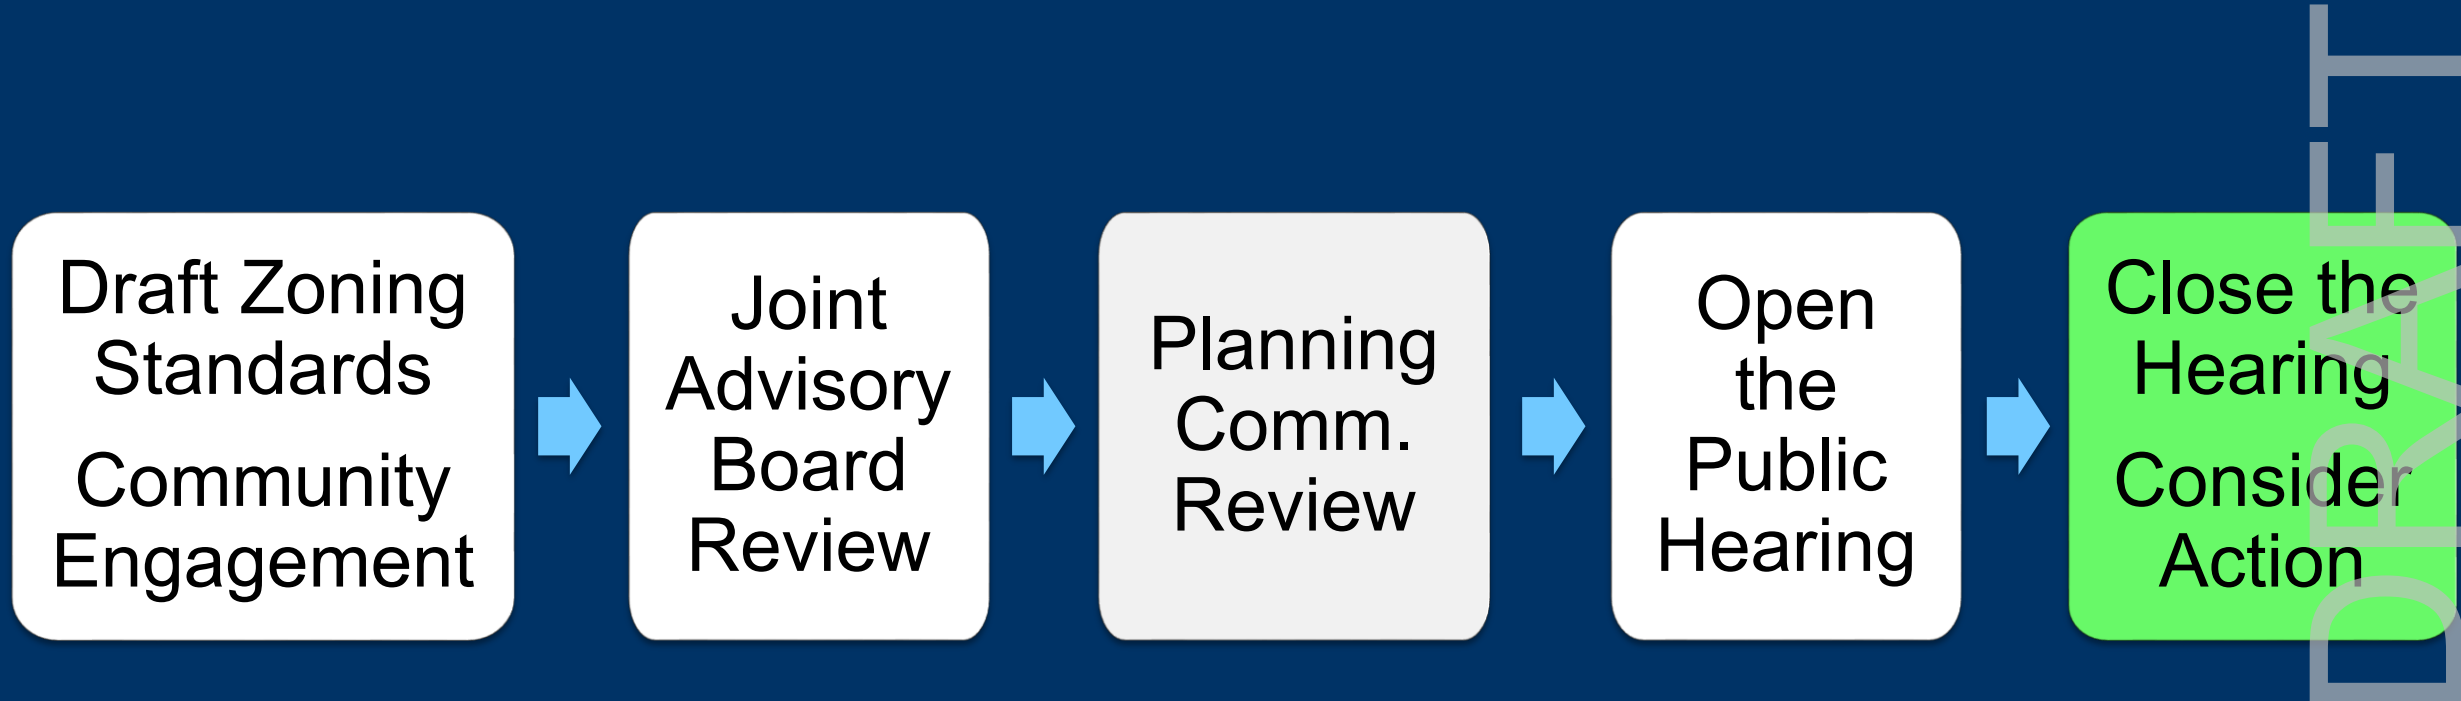 Draft Zoning
Standards
Community
Engagement
Joint
Advisory
Board
Review
Planning
Comm.
Review
Open
the
Public
Hearing
Close the
Hearing
Consider
Action
DRAFT